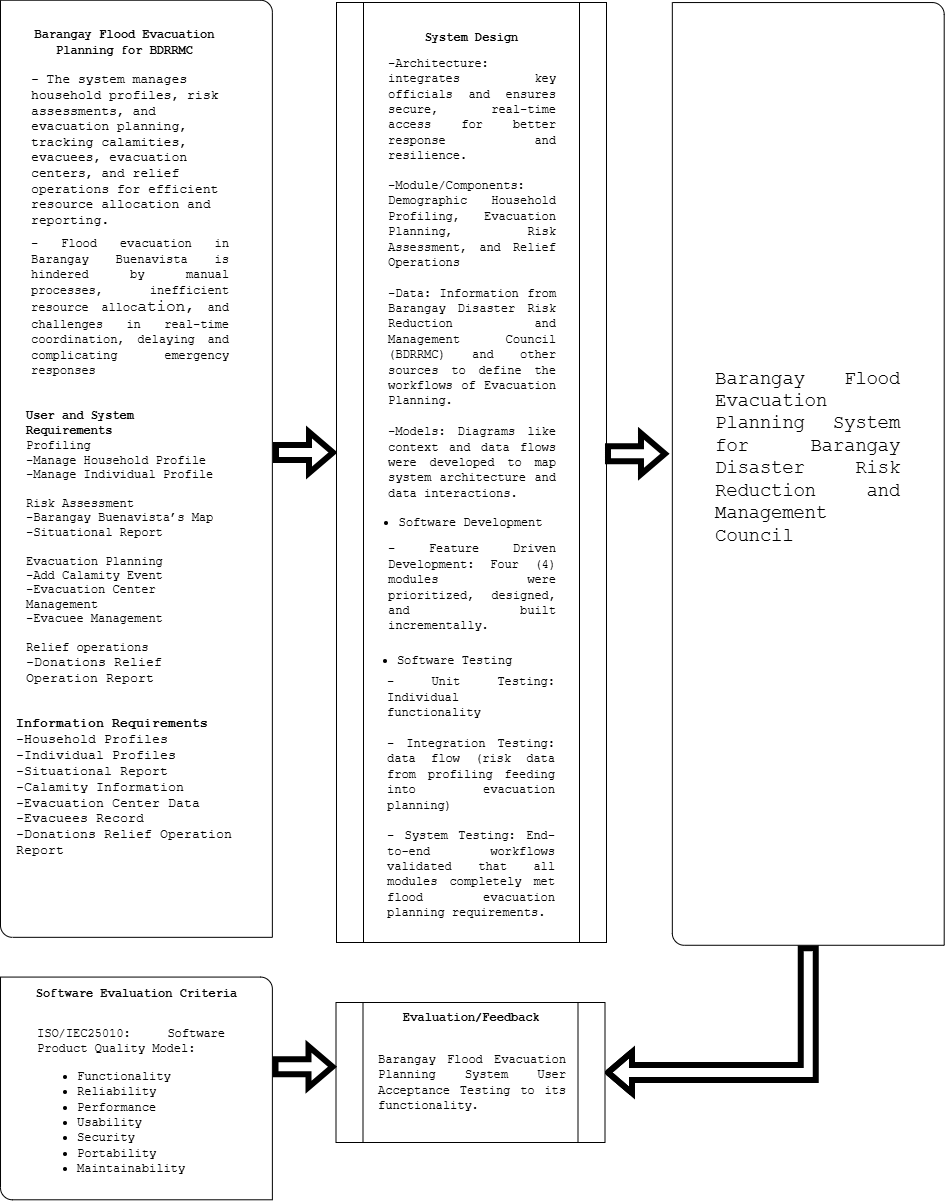 Barangay Flood Evacuation
Planning for BDRRMC
- The system manages
household profiles, risk
assessments, and
evacuation planning,
tracking calamities,
evacuees, evacuation
centers, and relief
operations for efficient
resource allocation and
reporting.
- Flood evacuation in
Barangay Buenavista is
hindered by manual
processes, inefficient
resource allocation, and
challenges in real-time
coordination, delaying and
complicating emergency
responses
User and System
Requirements
Profiling
-Manage Household Profile
-Manage Individual Profile
Risk Assessment
-Barangay Buenavista's Map
-Situational Report
Evacuation Planning
-Add Calamity Event
-Evacuation Center
Management
-Evacuee Management
Relief operations
-Donations Relief
Operation Report
Information Requirements
-Household Profiles
-Individual Profiles
-Situational Report
-Calamity Information
-Evacuation Center Data
-Evacuees Record
-Donations Relief Operation
Report
System Design
-Architecture:
integrates key
officials and ensures
secure, real-time
access for better
response and
resilience.
-Module/Components:
Demographic Household
Profiling, Evacuation
Planning, Risk
Assessment, and Relief
Operations
-Data: Information from
Barangay Disaster Risk
Reduction and
Management Council
(BDRRMC) and other
sources to define the
workflows of Evacuation
Planning.
-Models: Diagrams like
context and data flows
were developed to map
system architecture and
data interactions.
• Software Development
- Feature Driven
Development: Four (4)
modules were
prioritized, designed,
and built
incrementally.
• Software Testing
- Unit Testing:
Individual
functionality
- Integration Testing:
data flow (risk data
from profiling feeding
into evacuation
planning)
- System Testing: End-
to-end workflows
validated that all
modules completely met
flood evacuation
planning requirements.
Barangay Flood
Evacuation
Planning System
for Barangay
Disaster Risk
Reduction and
Management
Council
Software Evaluation Criteria
ISO/IEC25010: Software
Product Quality Model:
• Functionality
• Reliability
• Performance
• Usability
• Security
• Portability
• Maintainability
Evaluation/Feedback
Barangay Flood Evacuation
Planning System User
Acceptance Testing to its
functionality.